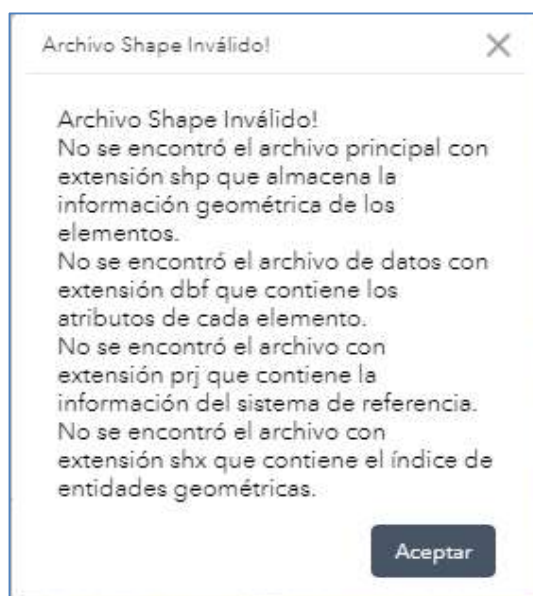 Archivo Shape Inválido!
Archivo Shape Inválido!
No se encontró el archivo principal con
extensión shp que almacena la
información geométrica de los
elementos.
No se encontró el archivo de datos con
extensión dbf que contiene los
atributos de cada elemento.
No se encontró el archivo con
extensión prj que contiene la
información del sistema de referencia.
No se encontró el archivo con
extensión shx que contiene el índice de
entidades geométricas.
Aceptar